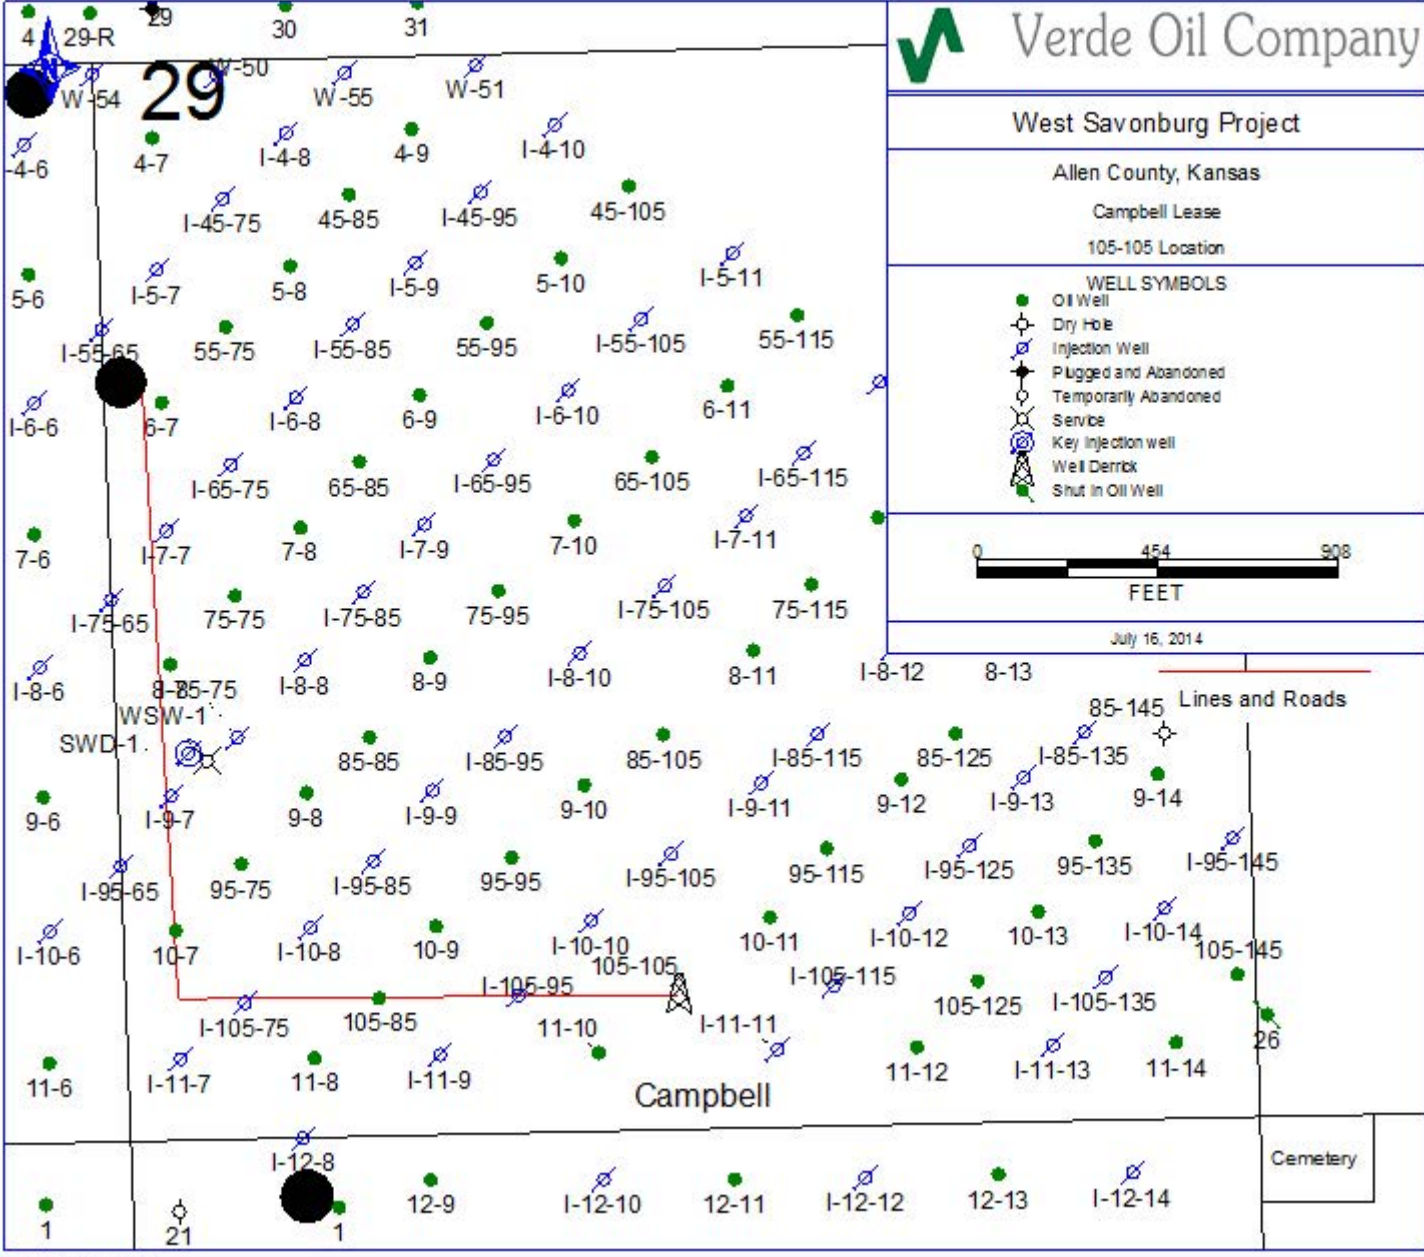 4
29-R
29
30
31
Verde Oil Company
W-54
29
W-50
W-55
W-51
West Savonburg Project
-4-6
4-7
I-4-8
4-9
I-4-10
Allen County, Kansas
I-45-75
45-85
I-45-95
45-105
Campbell Lease
105-105 Location
5-6
I-5-7
5-8
I-5-9
5-10
I-5-11
WELL SYMBOLS
Oil Well
Dry Hole
Injection Well
Plugged and Abandoned
Temporarily Abandoned
Service
Key Injection well
Well Derrick
Shut In Oil Well
I-55-65
55-75
I-55-85
55-95
I-55-105
55-115
I-6-6
6-7
I-6-8
6-9
I-6-10
6-11
I-65-75
65-85
I-65-95
65-105
I-65-115
7-6
I-7-7
7-8
I-7-9
7-10
I-7-11
0 454 908
FEET
I-75-65
75-75
I-75-85
75-95
I-75-105
75-115
July 16, 2014
I-8-6
8-7
I-85-75
I-8-8
8-9
I-8-10
8-11
I-8-12
8-13
Lines and Roads
WSW-1
SWD-1
85-85
I-85-95
85-105
I-85-115
85-125
I-85-135
85-145
9-6
I-9-7
9-8
I-9-9
9-10
I-9-11
9-12
I-9-13
9-14
I-95-65
95-75
I-95-85
95-95
I-95-105
95-115
I-95-125
95-135
I-95-145
I-10-6
10-7
I-10-8
10-9
I-10-10
10-11
I-10-12
10-13
I-10-14
I-105-75
105-85
I-105-95
105-105
I-105-115
105-125
I-105-135
105-145
11-6
I-11-7
11-8
I-11-9
11-10
I-11-11
11-12
I-11-13
11-14
26
Campbell
I-12-8
Cemetery
1
21
1
12-9
I-12-10
12-11
I-12-12
12-13
I-12-14